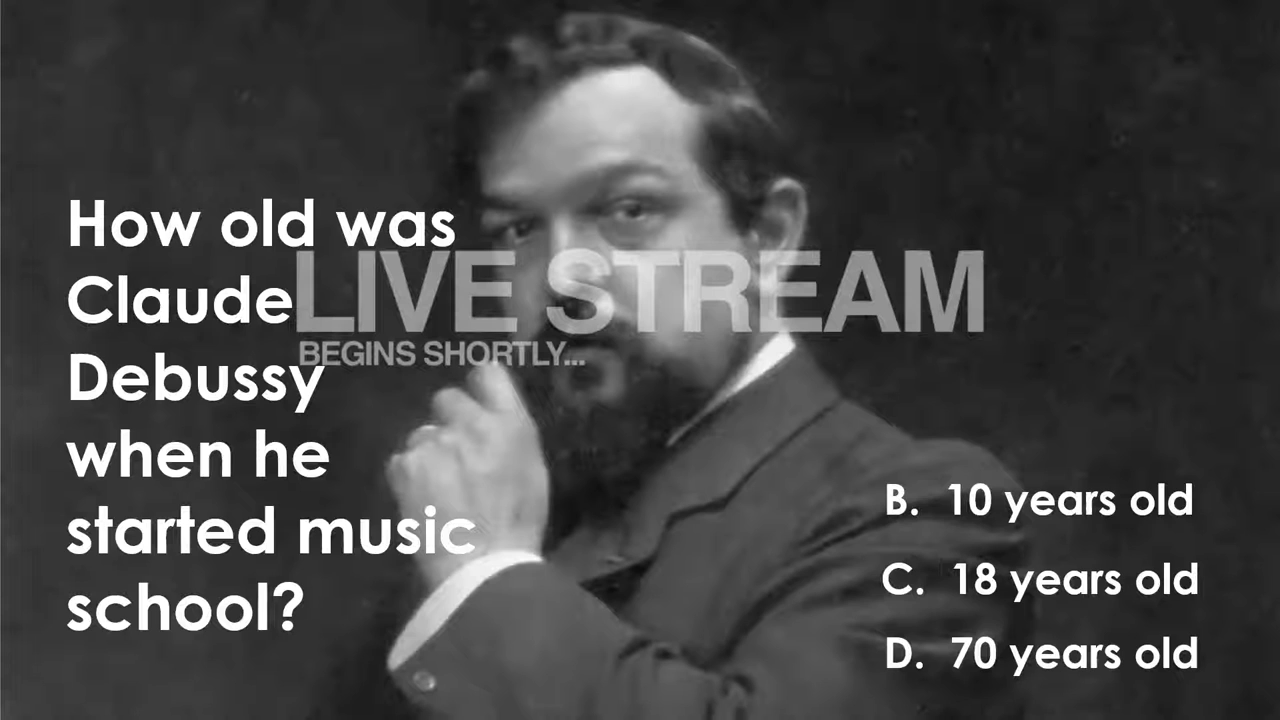 How old was
Claude
Debussy
when he
started music
school?
LIVE STREAM
BEGINS SHORTLY...
B. 10 years old
C. 18 years old
D. 70 years old